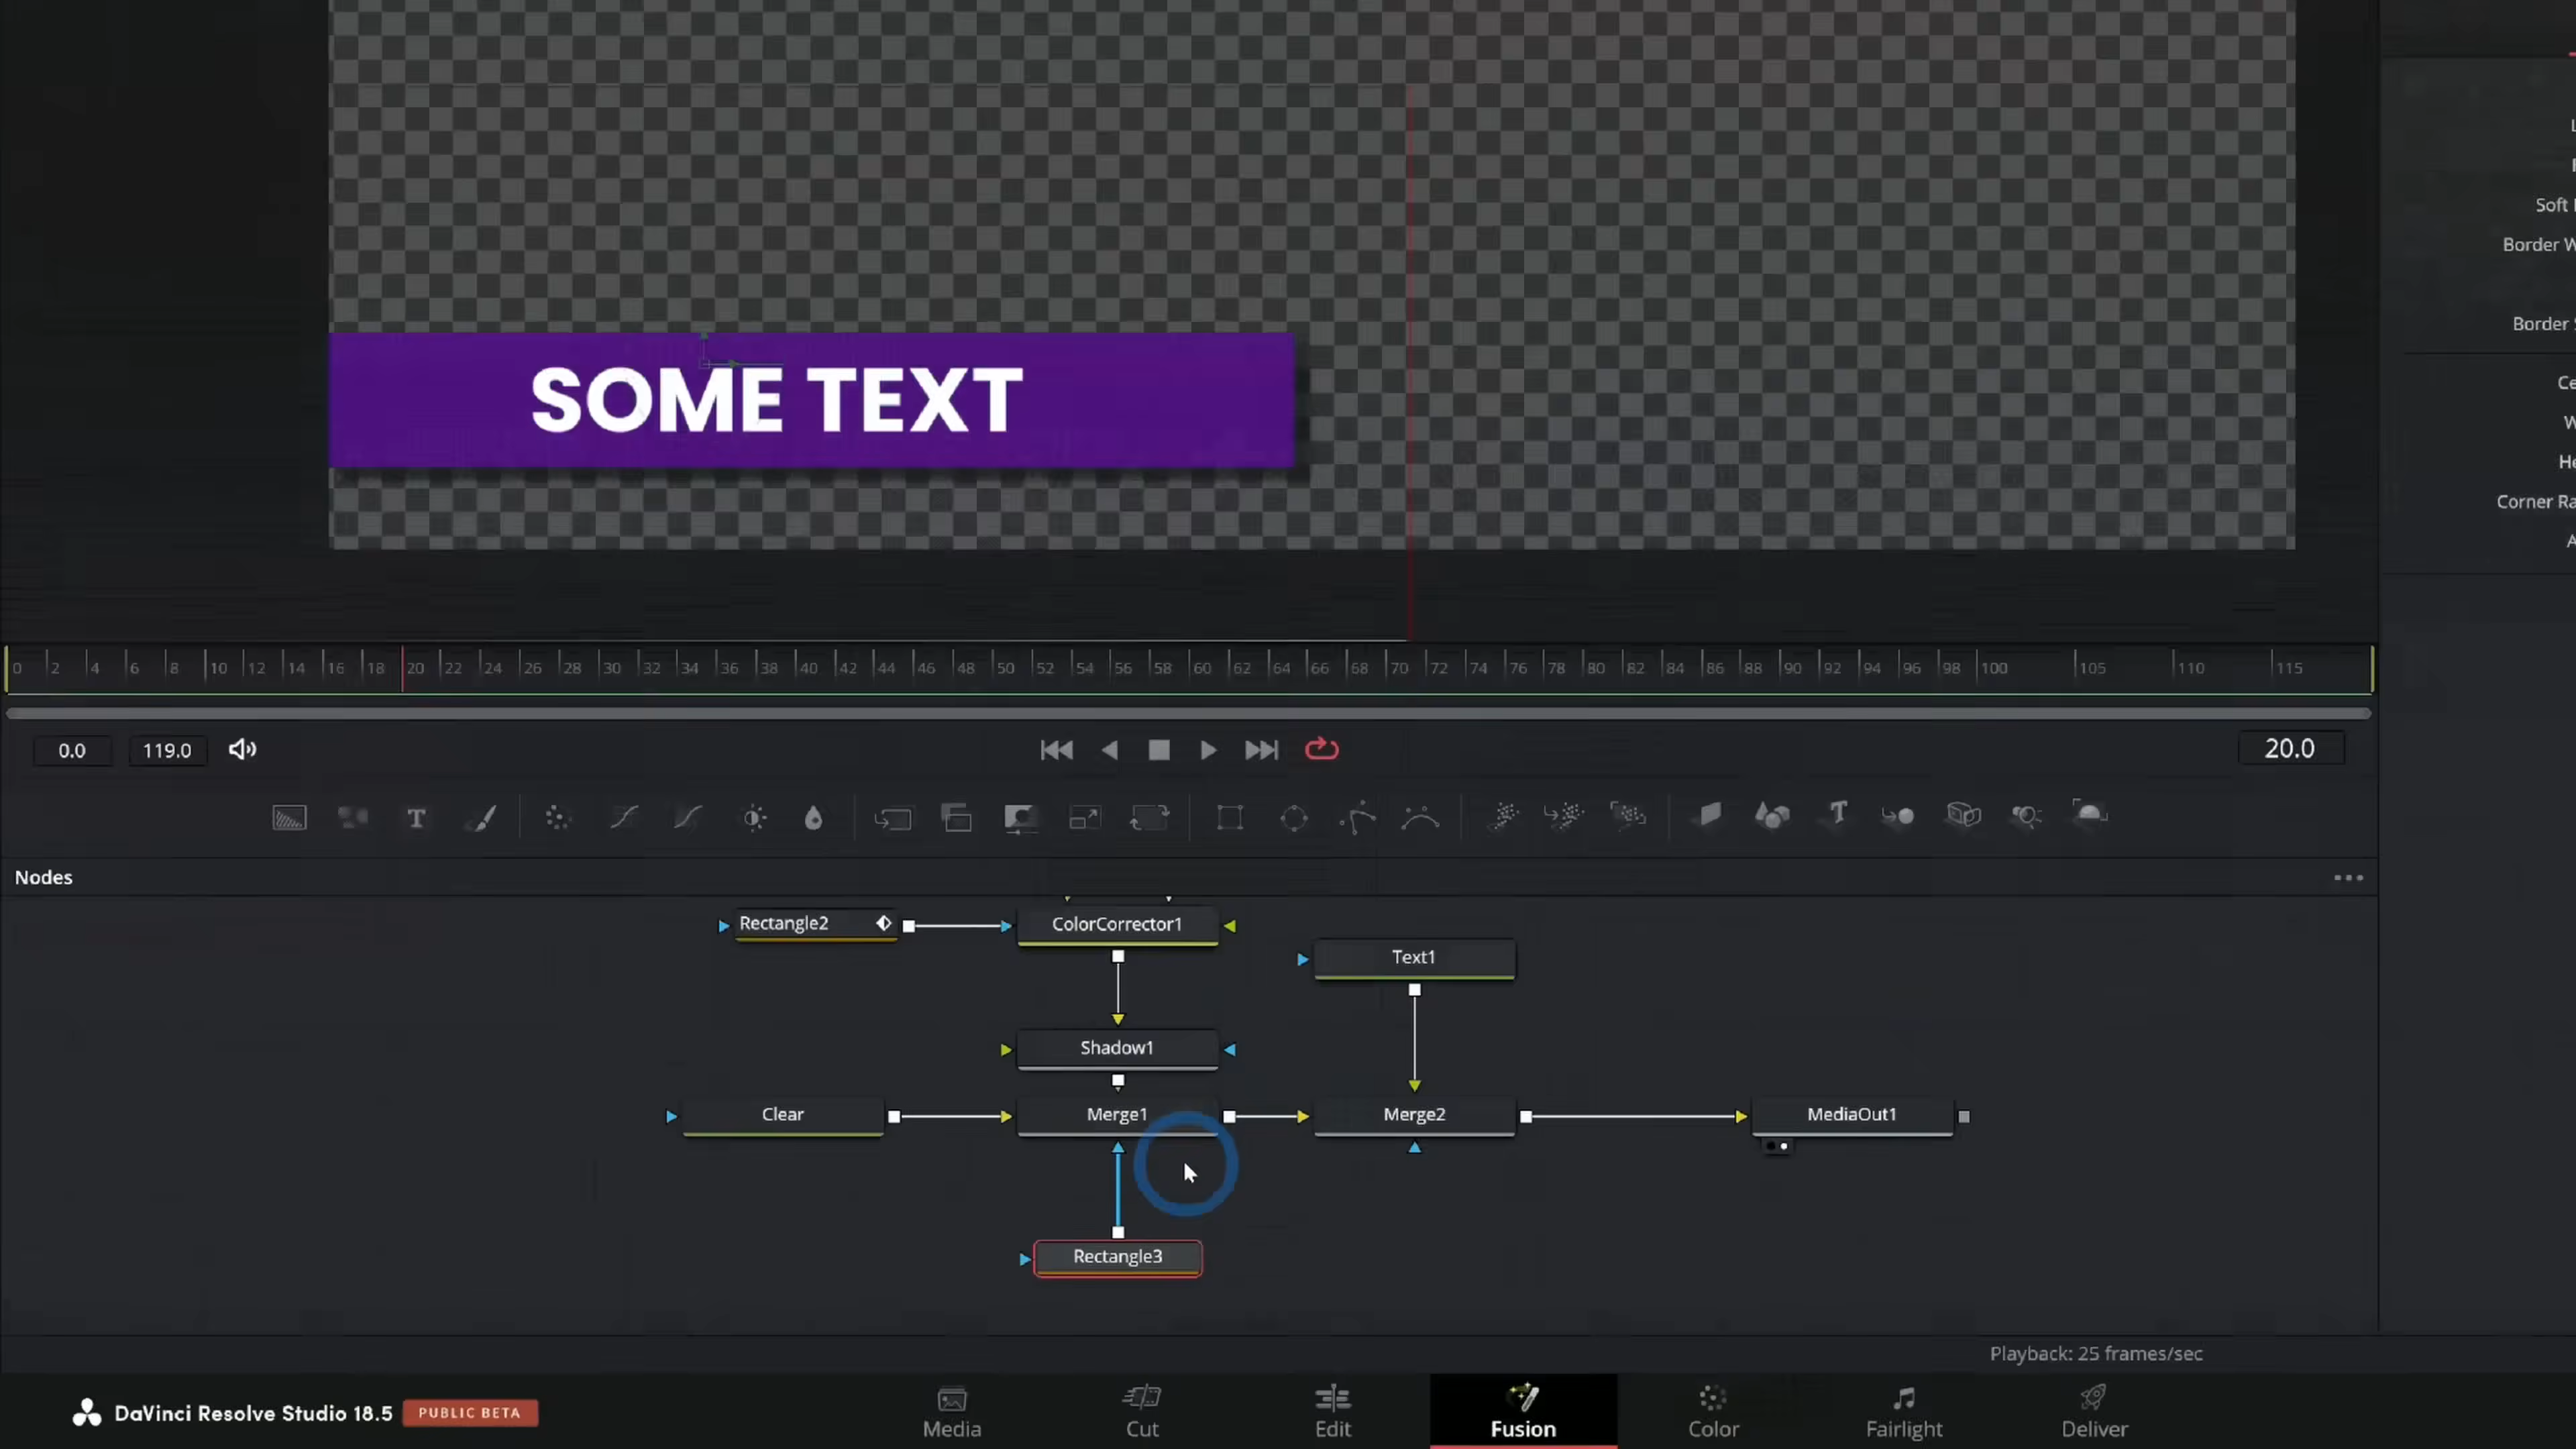 Soft
Border
SOME TEXT
Border
Corner
0 2 4 6 8 10 12 14 16 18 20 22 24 26 28 30 32 34 36 38 40 42 44 46 48 50 52 54 56 58 60 62 64 66 68 70 72 74 76 78 80 82 84 86 88 90 92 94 96 98 100 105 110 115
0.0 119.0 20.0
T T
Nodes
Rectangle2 ColorCorrector1
Text1
Shadow1
Clear Merge1 Merge2 MediaOut1
Rectangle3
Playback: 25 frames/sec
DaVinci Resolve Studio 18.5 PUBLIC BETA
Media Cut Edit Fusion Color Fairlight Deliver